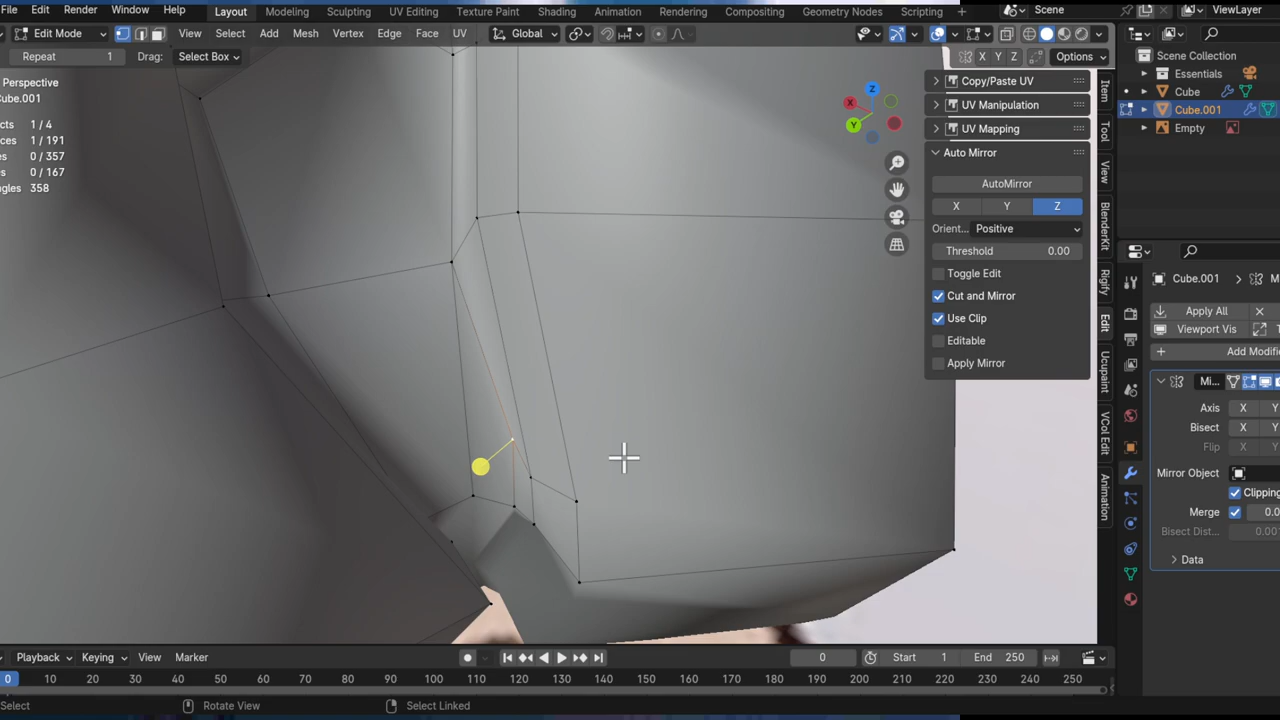 File Edit Render Window Help Layout Modeling Sculpting UV Editing Texture Paint Shading Animation Rendering Compositing Geometry Nodes Scripting Scene ViewLayer
Edit Mode View Select Add Mesh Vertex Edge Face UV Global
Repeat 1 Drag: Select Box X Y Z Options
Scene Collection
Essentials
Cube
Cube.001
Empty
Perspective
Cube.001
cts 1/4
ces 1/191
es 0/357
es 0/167
ngles 358
X
Y
Z
Copy/Paste UV
UV Manipulation
UV Mapping
Auto Mirror
AutoMirror
X Y Z
Orient... Positive
Threshold 0.00
Toggle Edit
Cut and Mirror
Use Clip
Editable
Apply Mirror
Item
Tool
View
BlenderKit
Rigify
Edit
Ucupaint
VCol Edit
Animation
Cube.001 M
Apply All
Viewport Vis T
Add Modifi
Mi...
Axis X Y
Bisect X Y
Flip X Y
Mirror Object
Clipping
Merge 0.0
Bisect Dis... 0.001
Data
Playback Keying View Marker 0 Start 1 End 250
0 10 20 30 40 50 60 70 80 90 100 110 120 130 140 150 160 170 180 190 200 210 220 230 240 250
Select Rotate View Select Linked